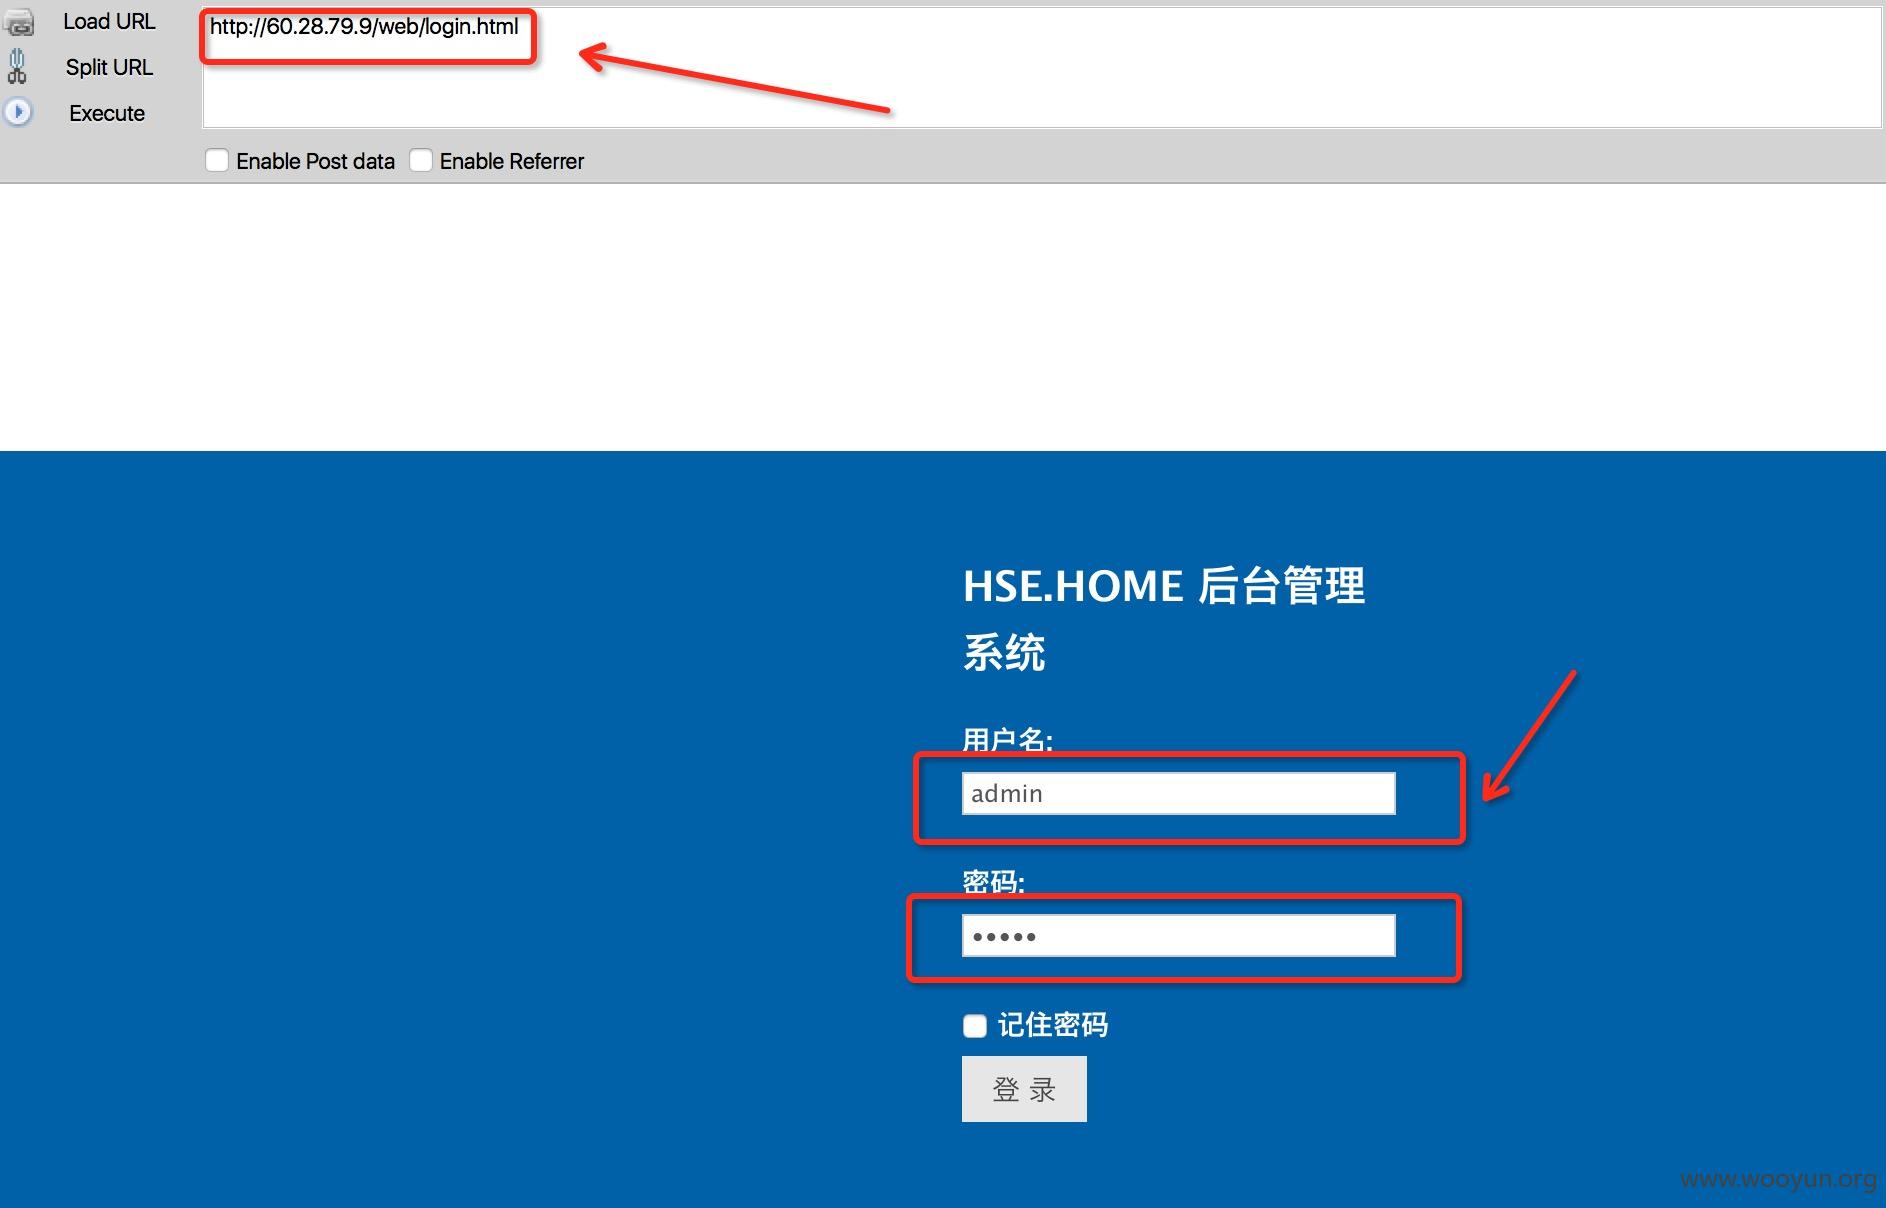 Load URL
http://60.28.79.9/web/login.html
Split URL
Execute
Enable Post data
Enable Referrer
HSE.HOME 后台管理
系统
用户名:
admin
密码:
•••••
记住密码
登 录
www.wooyun.org